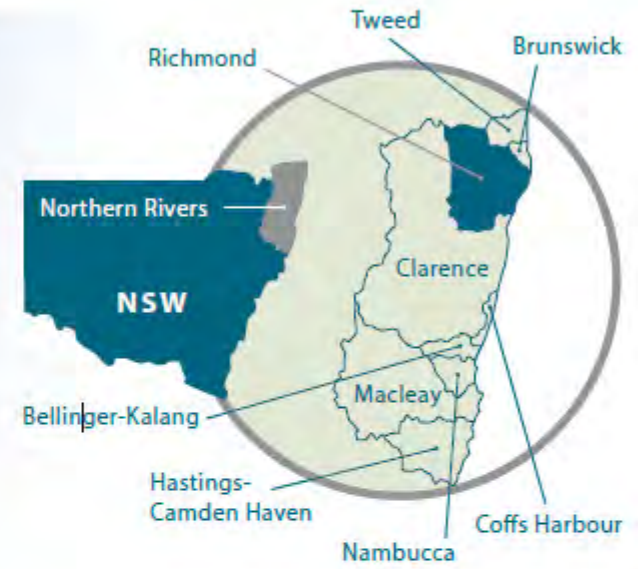 Tweed
Richmond
Brunswick
Northern Rivers
Clarence
NSW
Macleay
Bellinger-Kalang
Hastings-
Camden Haven
Coffs Harbour
Nambucca